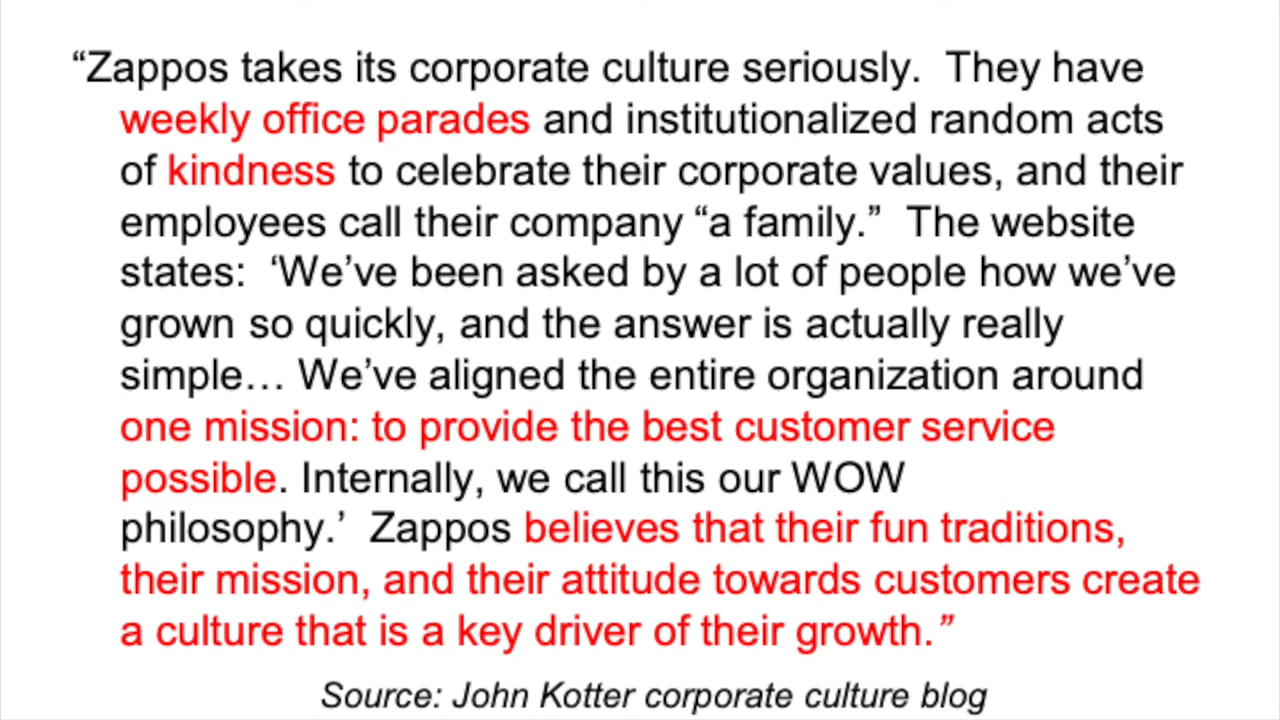 “Zappos takes its corporate culture seriously.  They have
weekly office parades and institutionalized random acts
of kindness to celebrate their corporate values, and their
employees call their company “a family.”  The website
states:  ‘We’ve been asked by a lot of people how we’ve
grown so quickly, and the answer is actually really
simple… We’ve aligned the entire organization around
one mission: to provide the best customer service
possible. Internally, we call this our WOW
philosophy.’  Zappos believes that their fun traditions,
their mission, and their attitude towards customers create
a culture that is a key driver of their growth.”
Source: John Kotter corporate culture blog